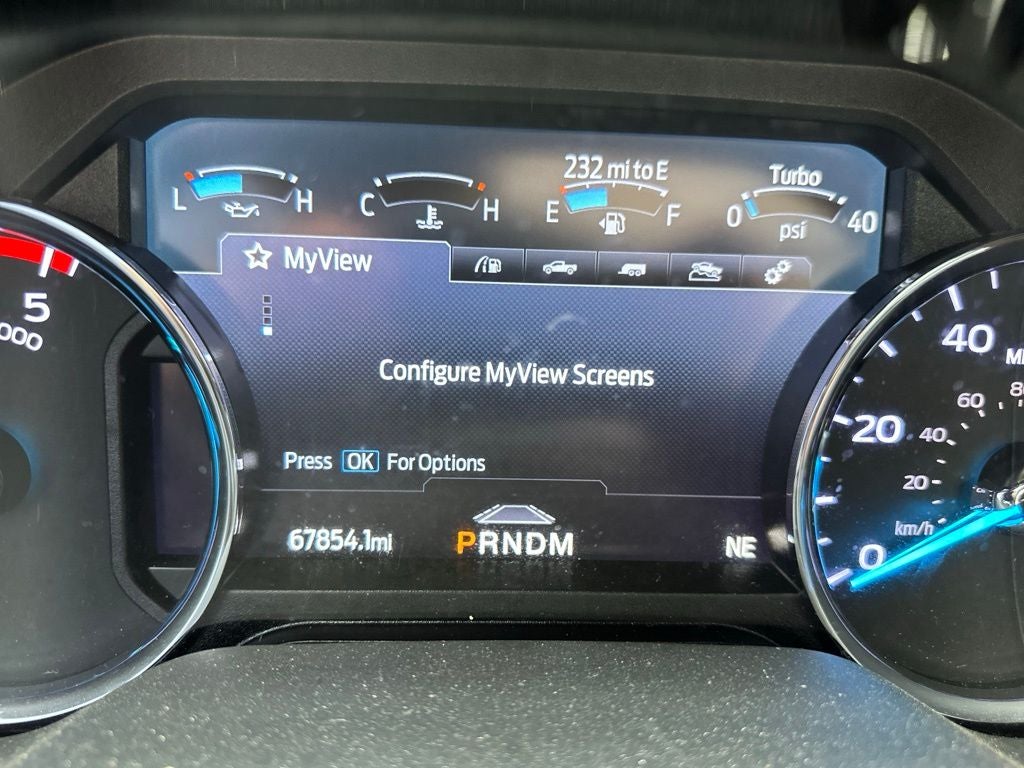 232 mi to E
Turbo
L H
C H
E F
0 40
psi
MyView
5
000
40
60
20
40
20
km/h
0
Configure MyView Screens
Press OK For Options
67854.1mi
PRNDM
NE